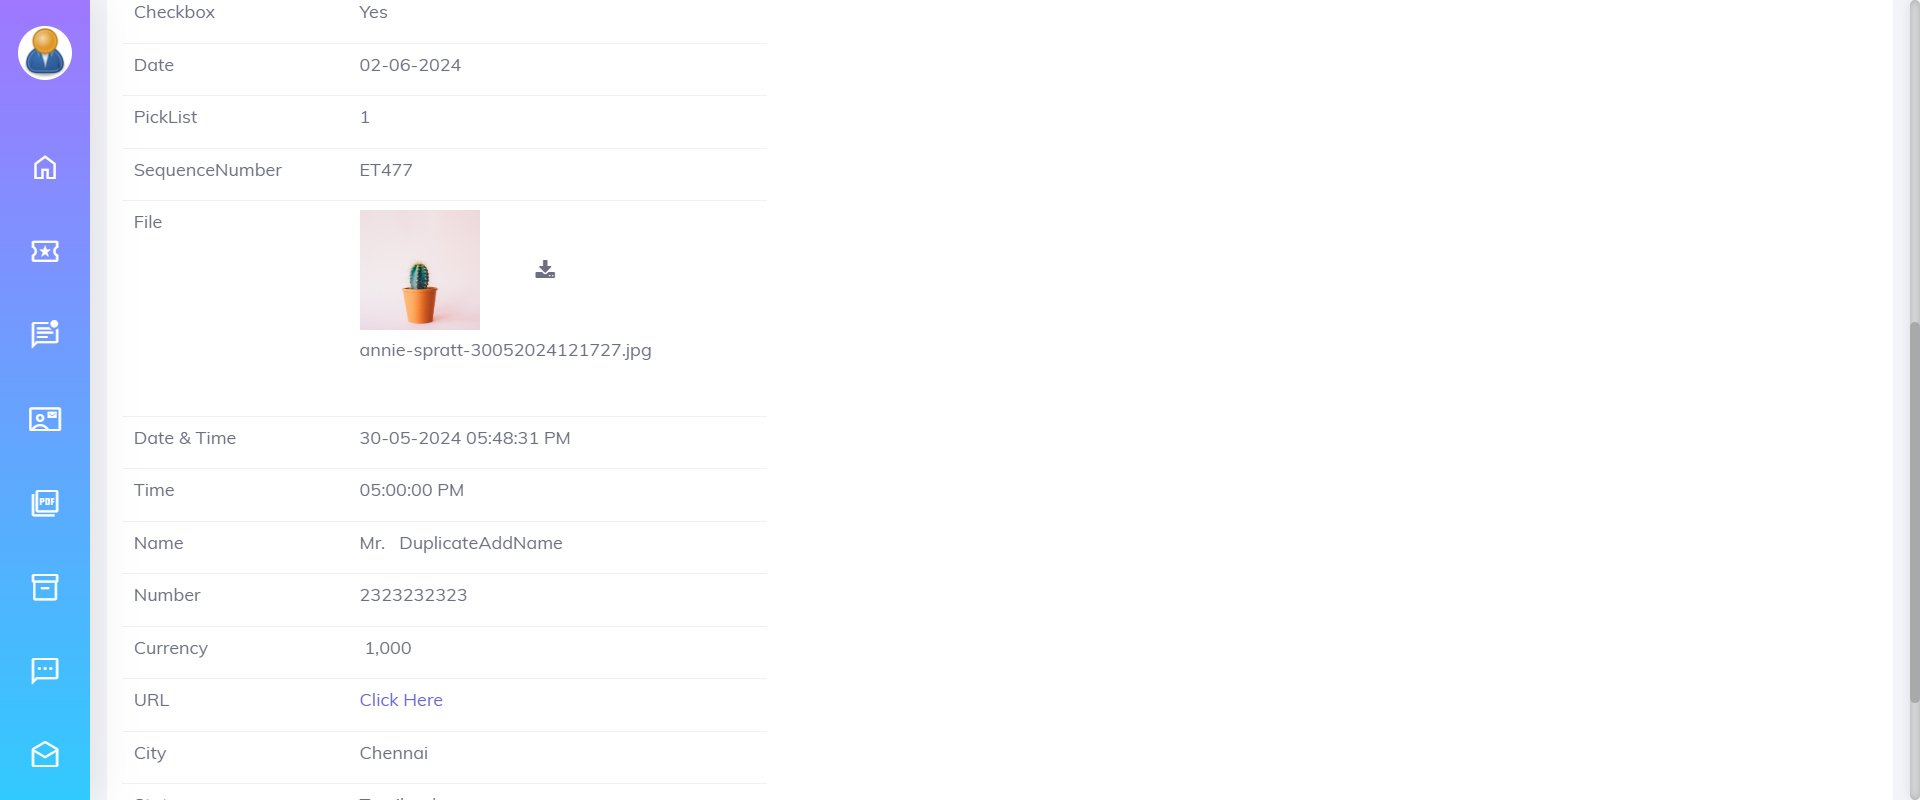 Checkbox Yes
Date 02-06-2024
PickList 1
SequenceNumber ET477
File
annie-spratt-30052024121727.jpg
Date & Time 30-05-2024 05:48:31 PM
Time 05:00:00 PM
Name Mr. DuplicateAddName
Number 2323232323
Currency 1,000
URL Click Here
City Chennai
PDF